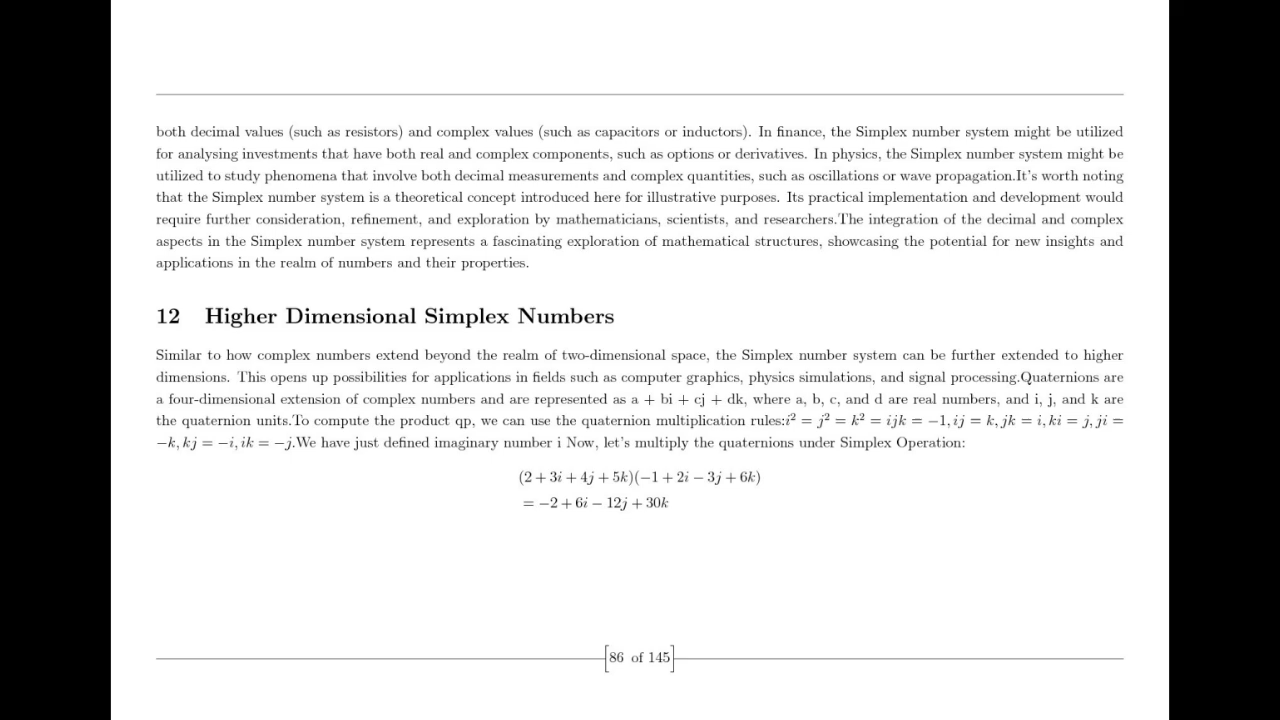 both decimal values (such as resistors) and complex values (such as capacitors or inductors). In finance, the Simplex number system might be utilized
for analysing investments that have both real and complex components, such as options or derivatives. In physics, the Simplex number system might be
utilized to study phenomena that involve both decimal measurements and complex quantities, such as oscillations or wave propagation.It's worth noting
that the Simplex number system is a theoretical concept introduced here for illustrative purposes. Its practical implementation and development would
require further consideration, refinement, and exploration by mathematicians, scientists, and researchers.The integration of the decimal and complex
aspects in the Simplex number system represents a fascinating exploration of mathematical structures, showcasing the potential for new insights and
applications in the realm of numbers and their properties.
12 Higher Dimensional Simplex Numbers
Similar to how complex numbers extend beyond the realm of two-dimensional space, the Simplex number system can be further extended to higher
dimensions. This opens up possibilities for applications in fields such as computer graphics, physics simulations, and signal processing.Quaternions are
a four-dimensional extension of complex numbers and are represented as a + bi + cj + dk, where a, b, c, and d are real numbers, and i, j, and k are
the quaternion units.To compute the product qp, we can use the quaternion multiplication rules:i² = j² = k² = ijk = −1, ij = k, jk = i, ki = j, ji =
−k, kj = −i, ik = −j.We have just defined imaginary number i Now, let's multiply the quaternions under Simplex Operation:
(2 + 3i + 4j + 5k)(−1 + 2i − 3j + 6k)
= −2 + 6i − 12j + 30k
[86 of 145]